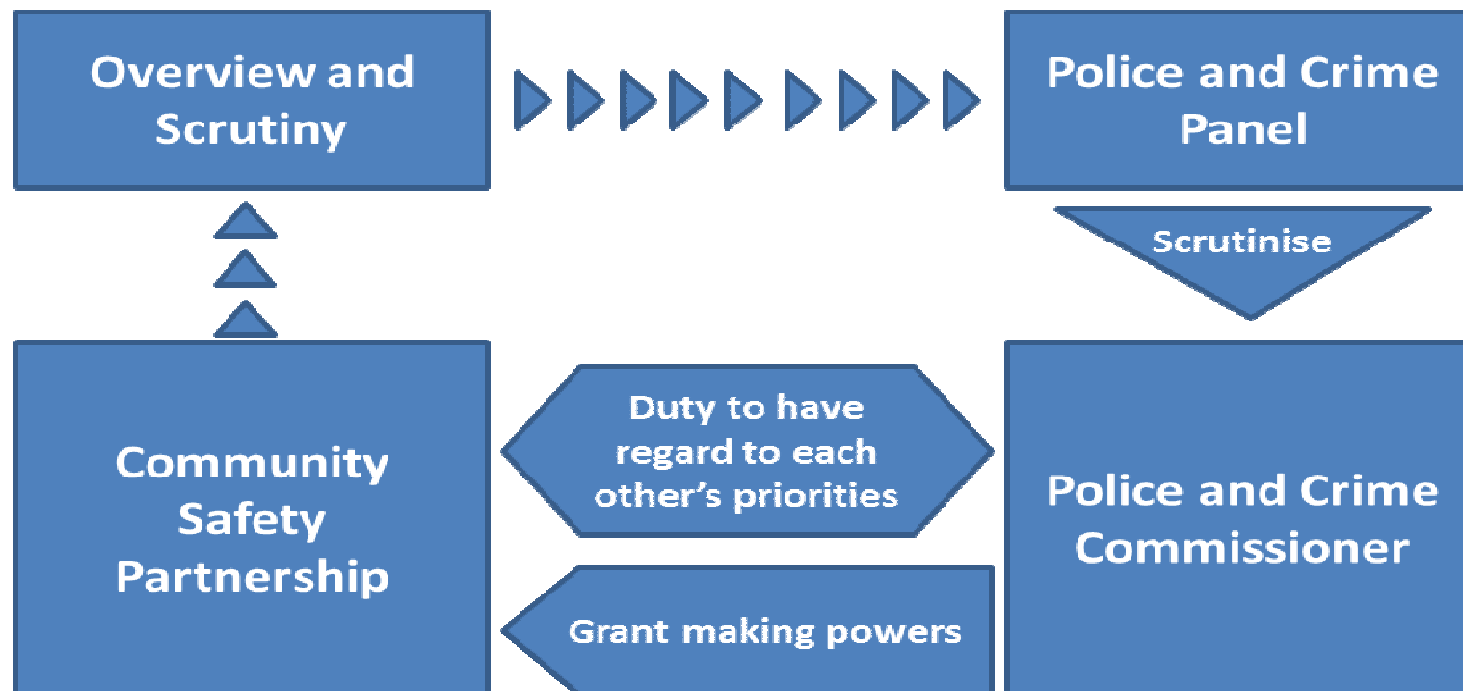 Overview and
Scrutiny
Police and Crime
Panel
Scrutinise
Community
Safety
Partnership
Duty to have
regard to each
other’s priorities
Police and Crime
Commissioner
Grant making powers